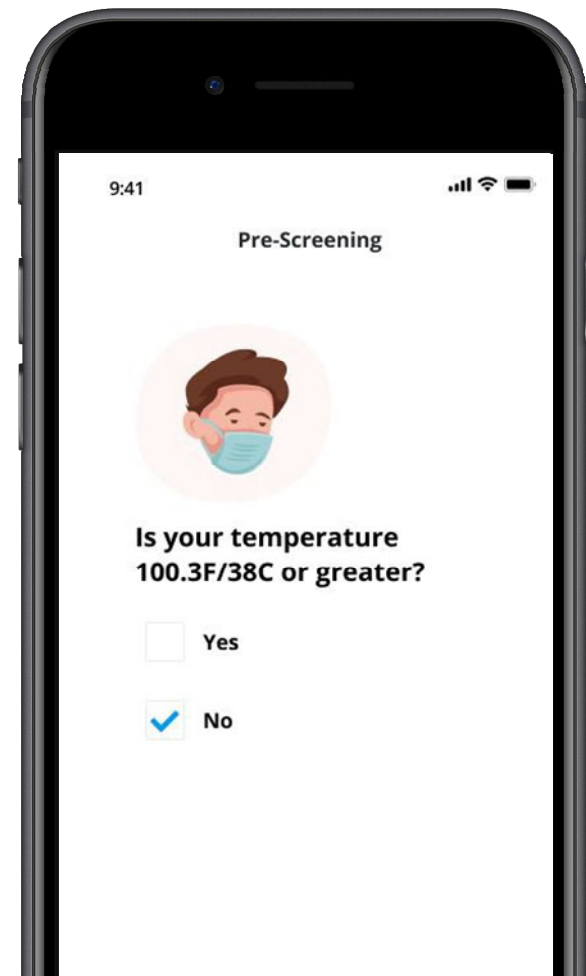 9:41
Pre-Screening
Is your temperature
100.3F/38C or greater?
Yes
No